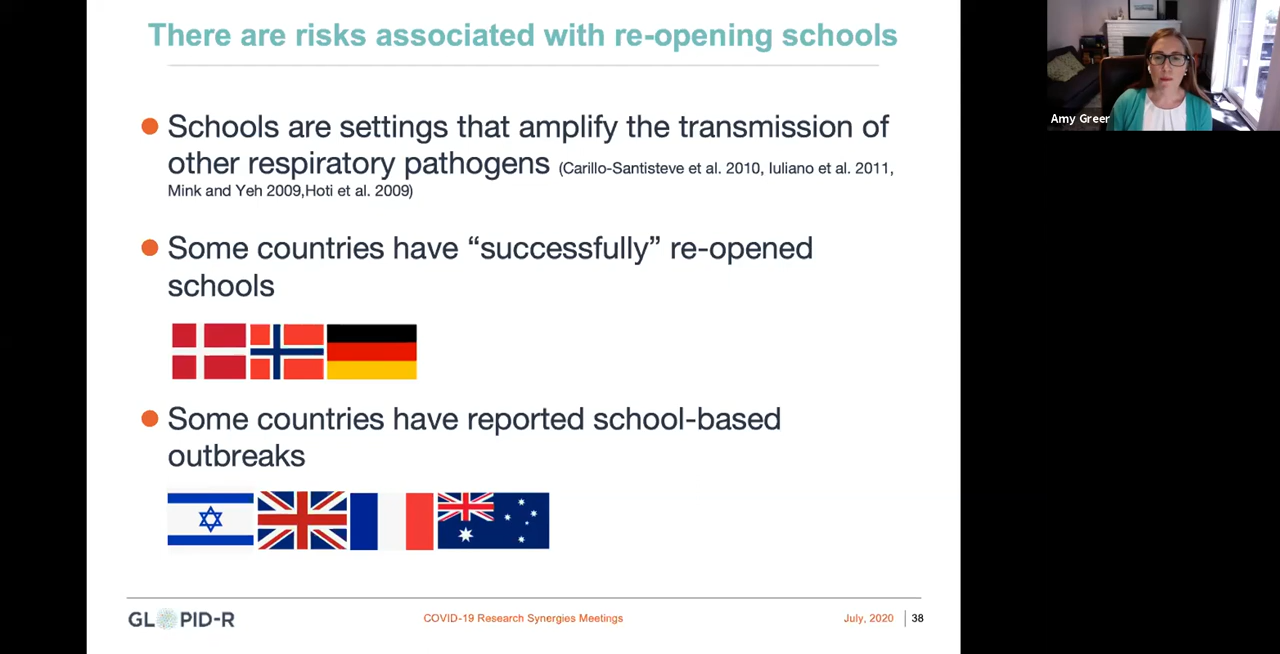 There are risks associated with re-opening schools
Schools are settings that amplify the transmission of
other respiratory pathogens (Carillo-Santisteve et al. 2010, Iuliano et al. 2011,
Mink and Yeh 2009,Hoti et al. 2009)
Some countries have “successfully” re-opened
schools
Some countries have reported school-based
outbreaks
GLOPID-R
COVID-19 Research Synergies Meetings
July, 2020
38
Amy Greer